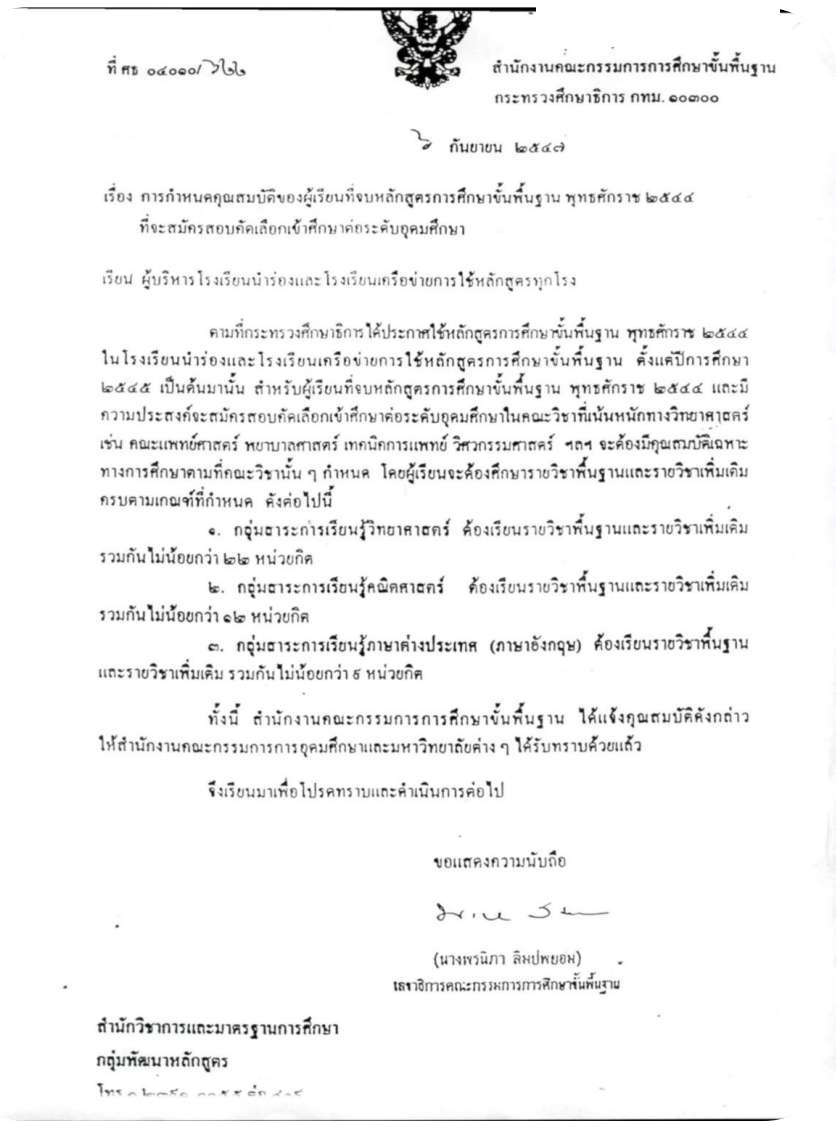 ที่ ศธ ๐๔๐๑๐/
สำนักงานคณะกรรมการการศึกษาขั้นพื้นฐาน
กระทรวงศึกษาธิการ กทม. ๑๐๓๐๐
๖ กันยายน ๒๕๔๗
เรื่อง การกำหนดคุณสมบัติของผู้เรียนที่จบหลักสูตรการศึกษาขั้นพื้นฐาน พุทธศักราช ๒๕๔๔
ที่จะสมัครสอบคัดเลือกเข้าศึกษาต่อระดับอุดมศึกษา
เรียน ผู้บริหารโรงเรียนนำร่องและโรงเรียนเครือข่ายการใช้หลักสูตรทุกโรง
ตามที่กระทรวงศึกษาธิการได้ประกาศใช้หลักสูตรการศึกษาขั้นพื้นฐาน พุทธศักราช ๒๕๔๔
ในโรงเรียนนำร่องและโรงเรียนเครือข่ายการใช้หลักสูตรการศึกษาขั้นพื้นฐาน ตั้งแต่ปีการศึกษา
๒๕๔๕ เป็นต้นมานั้น สำหรับผู้เรียนที่จบหลักสูตรการศึกษาขั้นพื้นฐาน พุทธศักราช ๒๕๔๔ และมี
ความประสงค์จะสมัครสอบคัดเลือกเข้าศึกษาต่อระดับอุดมศึกษาในคณะวิชาที่เน้นหนักทางวิทยาศาสตร์
เช่น คณะแพทย์ศาสตร์ พยาบาลศาสตร์ เทคนิคการแพทย์ วิศวกรรมศาสตร์ ฯลฯ จะต้องมีคุณสมบัติเฉพาะ
ทางการศึกษาตามที่คณะวิชานั้น ๆ กำหนด โดยผู้เรียนจะต้องศึกษารายวิชาพื้นฐานและรายวิชาเพิ่มเติม
ครบตามเกณฑ์ที่กำหนด ดังต่อไปนี้
๑. กลุ่มสาระการเรียนรู้วิทยาศาสตร์ ต้องเรียนรายวิชาพื้นฐานและรายวิชาเพิ่มเติม
รวมกันไม่น้อยกว่า ๒๒ หน่วยกิต
๒. กลุ่มสาระการเรียนรู้คณิตศาสตร์ ต้องเรียนรายวิชาพื้นฐานและรายวิชาเพิ่มเติม
รวมกันไม่น้อยกว่า ๑๒ หน่วยกิต
๓. กลุ่มสาระการเรียนรู้ภาษาต่างประเทศ (ภาษาอังกฤษ) ต้องเรียนรายวิชาพื้นฐาน
และรายวิชาเพิ่มเติม รวมกันไม่น้อยกว่า ๙ หน่วยกิต
ทั้งนี้ สำนักงานคณะกรรมการการศึกษาขั้นพื้นฐาน ได้แจ้งคุณสมบัติดังกล่าว
ให้สำนักงานคณะกรรมการการอุดมศึกษาและมหาวิทยาลัยต่าง ๆ ได้รับทราบด้วยแล้ว
จึงเรียนมาเพื่อโปรดทราบและดำเนินการต่อไป
ขอแสดงความนับถือ
(นางพรนิภา ลิมปพยอม)
เลขาธิการคณะกรรมการการศึกษาขั้นพื้นฐาน
สำนักวิชาการและมาตรฐานการศึกษา
กลุ่มพัฒนาหลักสูตร
โทร